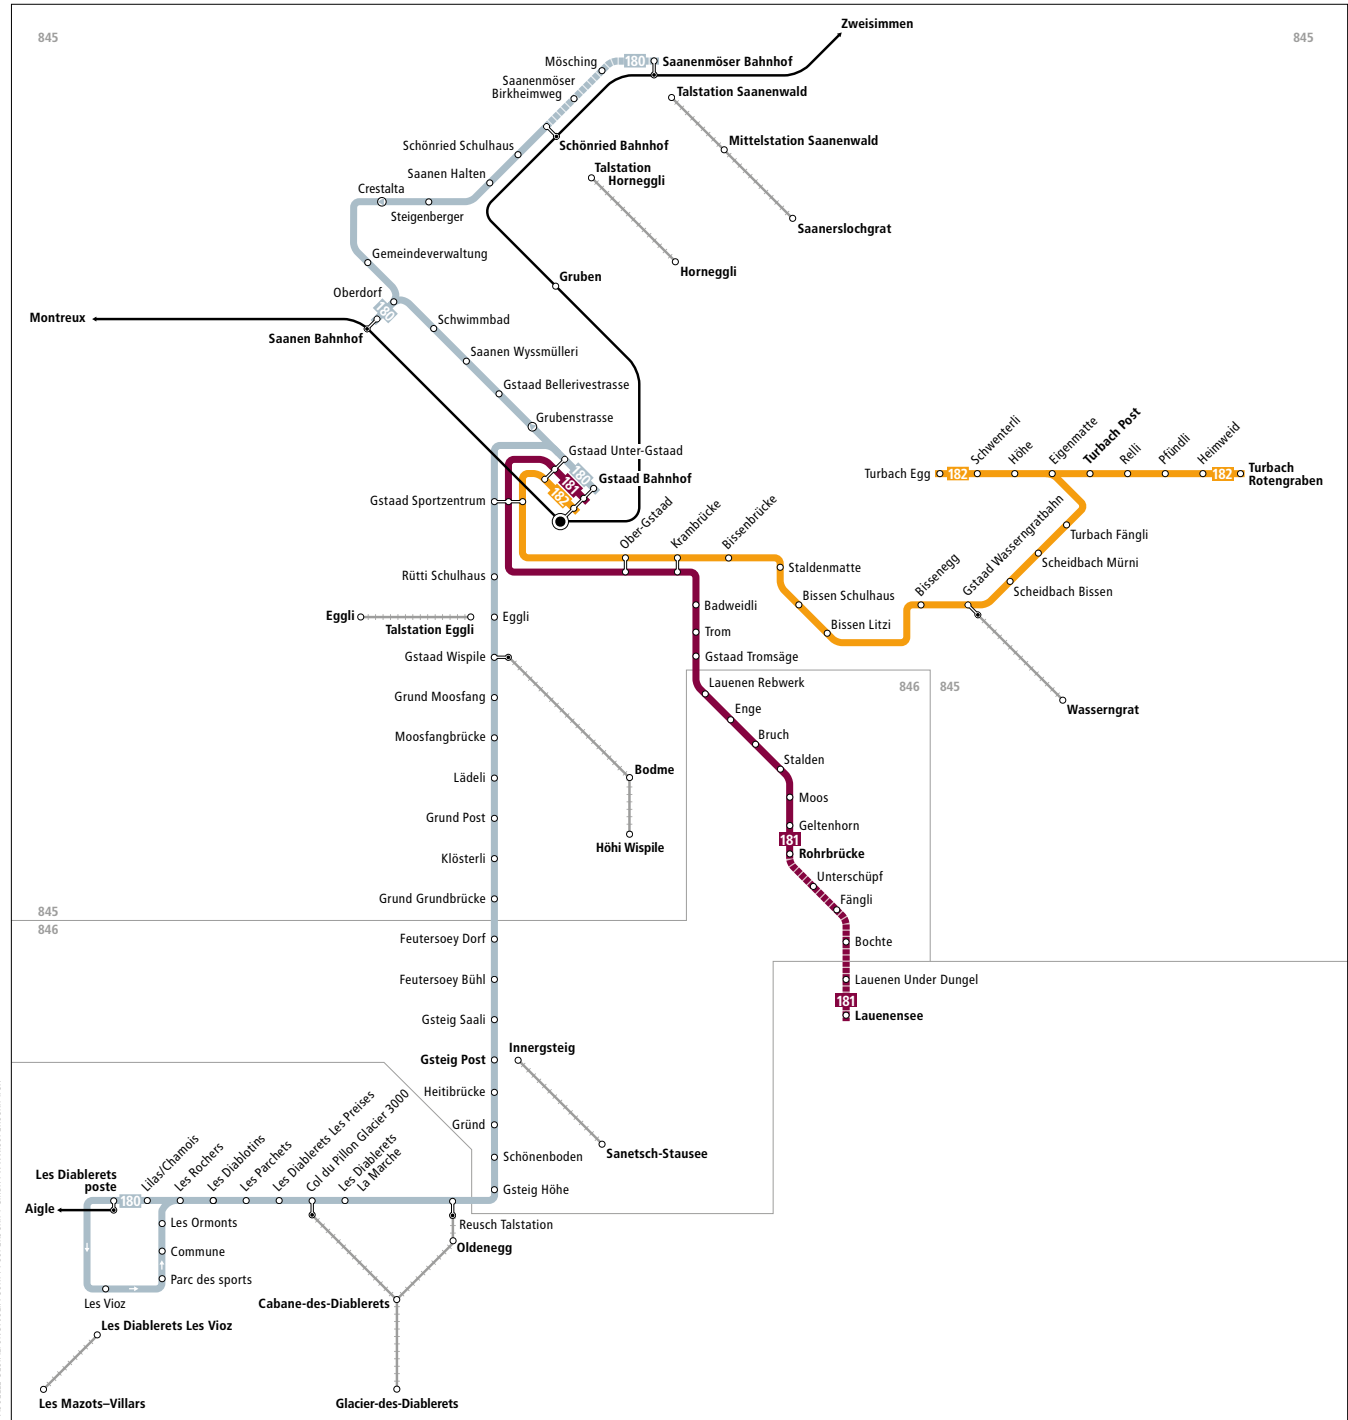 Zweisimmen
845
845
Mösching
180
Saanenmöser Bahnhof
Saanenmöser
Birkheimweg
Talstation Saanenwald
Schönried Schulhaus
Schönried Bahnhof
Mittelstation Saanenwald
Saanen Halten
Talstation
Horneggli
Crestalta
Steigenberger
Saanerslochgrat
Gemeindeverwaltung
Horneggli
Gruben
Oberdorf
180
Montreux
Schwimmbad
Saanen Bahnhof
Saanen Wyssmülleri
Gstaad Bellerivestrasse
Grubenstrasse
Gstaad Unter-Gstaad
180
Gstaad Bahnhof
181
182
Gstaad Sportzentrum
Turbach Egg
182
Schwenterli
Höhe
Eigenmatte
Turbach Post
Relli
Pfündli
Heimweid
182
Turbach
Rotengraben
Ober-Gstaad
Krambrücke
Bissenbrücke
Turbach Fängli
Scheidbach Mürni
Scheidbach Bissen
Staldenmatte
Bissen Schulhaus
Bissen Litzi
Bissenegg
Gstaad Wasserngratbahn
Rütti Schulhaus
Badweidli
Eggli
Talstation Eggli
Eggli
Trom
Gstaad Wispile
Gstaad Tromsäge
Lauenen Rebwerk
846
845
Grund Moosfang
Enge
Wasserngrat
Moosfangbrücke
Bruch
Stalden
Lädeli
Bodme
Moos
Grund Post
Geltenhorn
181
Höhi Wispile
Rohrbrücke
Klösterli
Unterschüpf
Grund Grundbrücke
Fängli
845
846
Feutersoey Dorf
Bochte
Feutersoey Bühl
Lauenen Under Dungel
181
Gsteig Saali
Lauenensee
Innergsteig
Gsteig Post
Heitibrücke
Gründ
Sanetsch-Stausee
Schönenboden
Gsteig Höhe
Les Diablerets
poste
180
Lilas/Chamois
Les Rochers
Les Diablotins
Les Parchets
Les Diablerets Les Preises
Col du Pillon Glacier 3000
Les Diablerets
La Marche
Aigle
Les Ormonts
Reusch Talstation
Commune
Oldenegg
Parc des sports
Les Vioz
Cabane-des-Diablerets
Les Diablerets Les Vioz
Les Mazots–Villars
Glacier-des-Diablerets